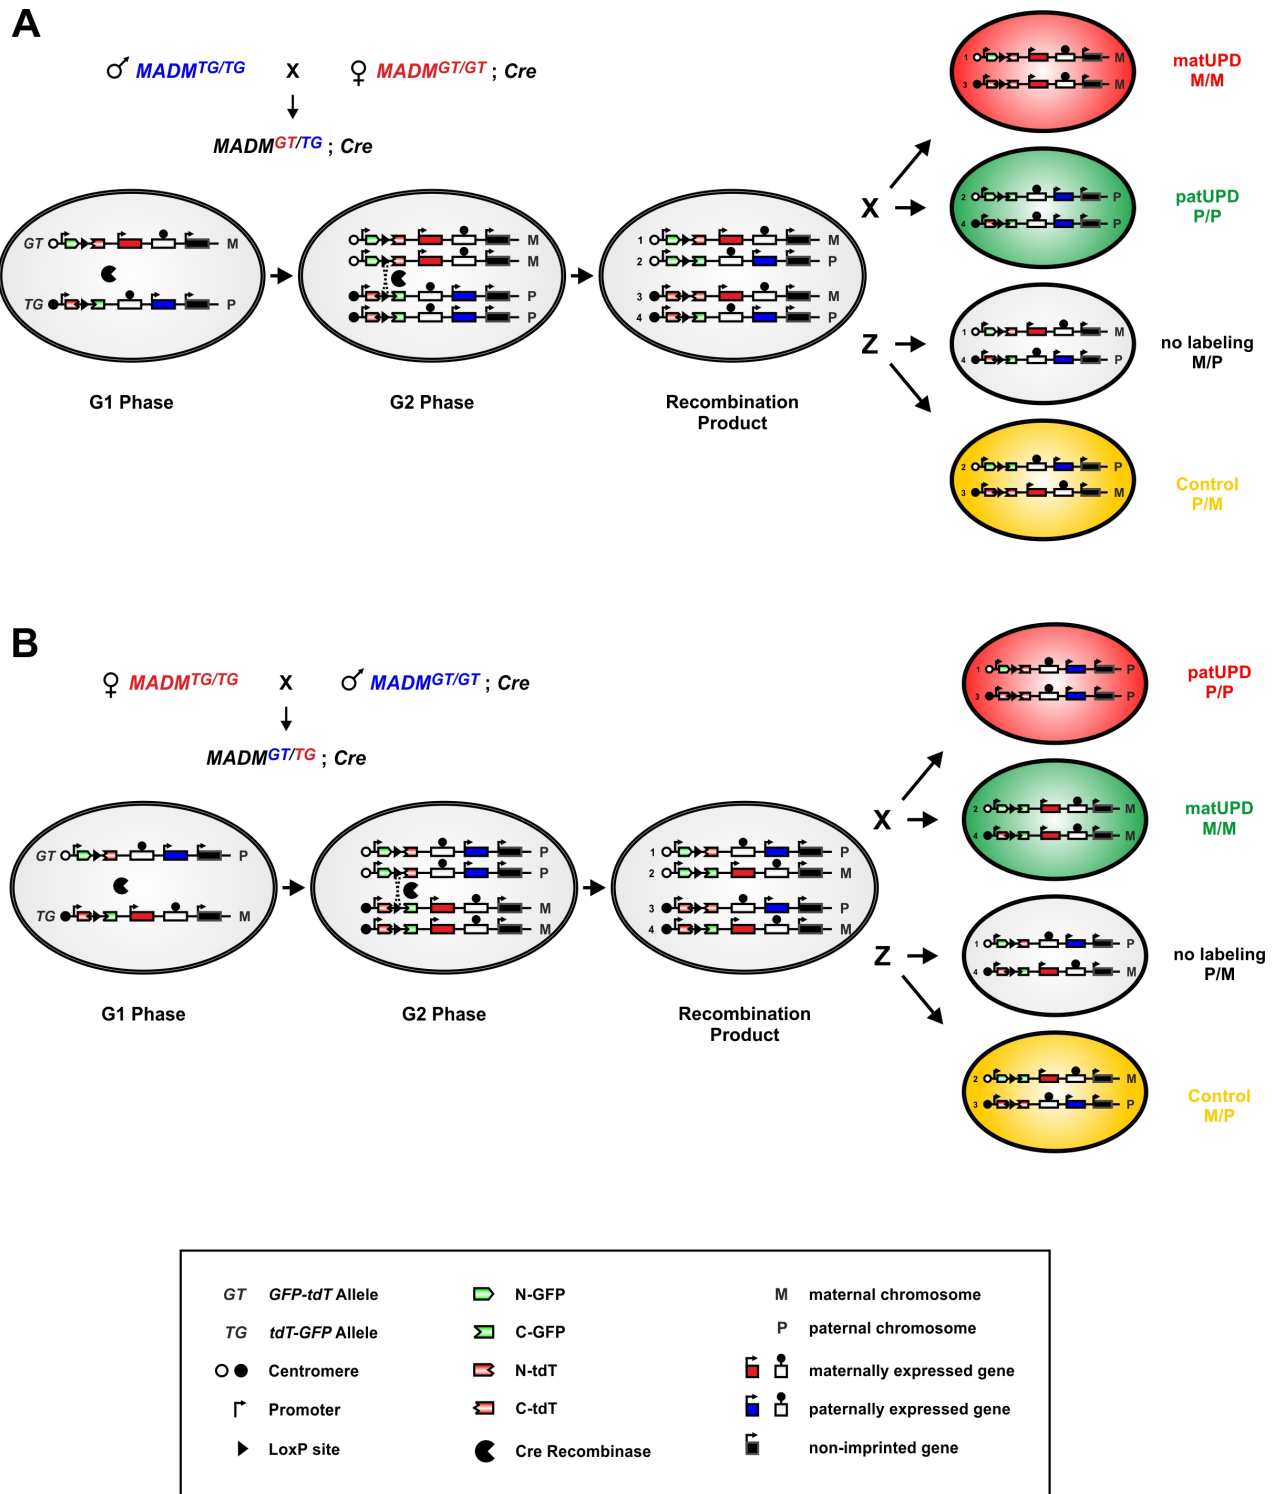 A
♂ MADMTG/TG X ♀ MADMGT/GT ; Cre
MADMGT/TG ; Cre
GT M
TG P
G1 Phase
M
M
P
P
G2 Phase
1 M
2 P
3 M
4 P
Recombination
Product
X
Z
1 M
3 M
matUPD
M/M
2 P
4 P
patUPD
P/P
1 M
4 P
no labeling
M/P
2 P
3 M
Control
P/M
B
♀ MADMTG/TG X ♂ MADMGT/GT ; Cre
MADMGT/TG ; Cre
GT P
TG M
G1 Phase
P
P
M
M
G2 Phase
1 P
2 M
3 P
4 M
Recombination
Product
X
Z
1 P
3 P
patUPD
P/P
2 M
4 M
matUPD
M/M
1 P
4 M
no labeling
P/M
2 M
3 P
Control
M/P
GT GFP-tdT Allele
TG tdT-GFP Allele
Centromere
Promoter
LoxP site
N-GFP
C-GFP
N-tdT
C-tdT
Cre Recombinase
M maternal chromosome
P paternal chromosome
maternally expressed gene
paternally expressed gene
non-imprinted gene